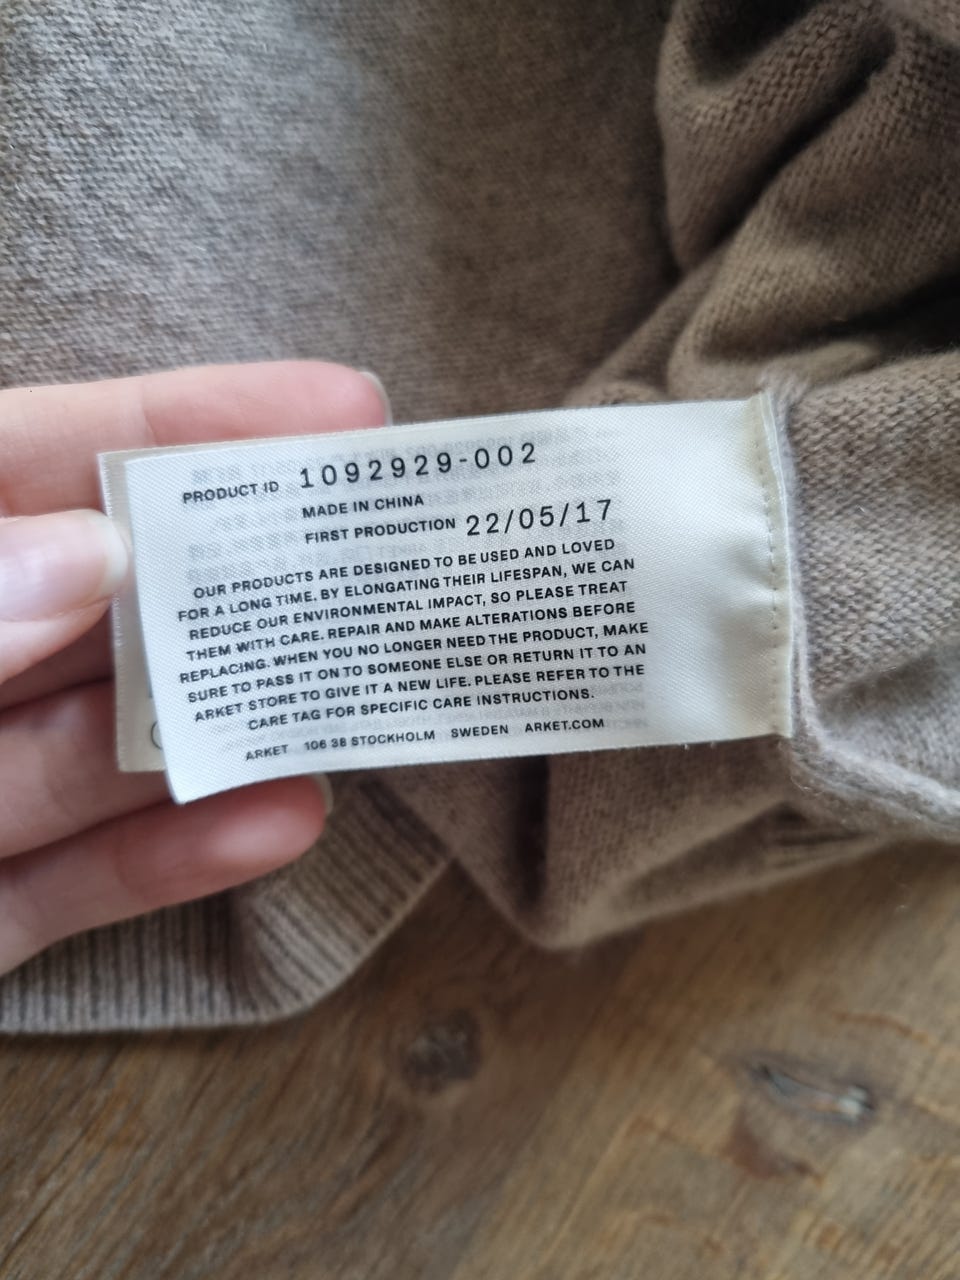 PRODUCT ID 1092929-002
MADE IN CHINA
FIRST PRODUCTION 22/05/17
OUR PRODUCTS ARE DESIGNED TO BE USED AND LOVED
FOR A LONG TIME. BY ELONGATING THEIR LIFESPAN, WE CAN
REDUCE OUR ENVIRONMENTAL IMPACT, SO PLEASE TREAT
THEM WITH CARE. REPAIR AND MAKE ALTERATIONS BEFORE
REPLACING. WHEN YOU NO LONGER NEED THE PRODUCT, MAKE
SURE TO PASS IT ON TO SOMEONE ELSE OR RETURN IT TO AN
ARKET STORE TO GIVE IT A NEW LIFE. PLEASE REFER TO THE
CARE TAG FOR SPECIFIC CARE INSTRUCTIONS.
ARKET 106 38 STOCKHOLM SWEDEN ARKET.COM